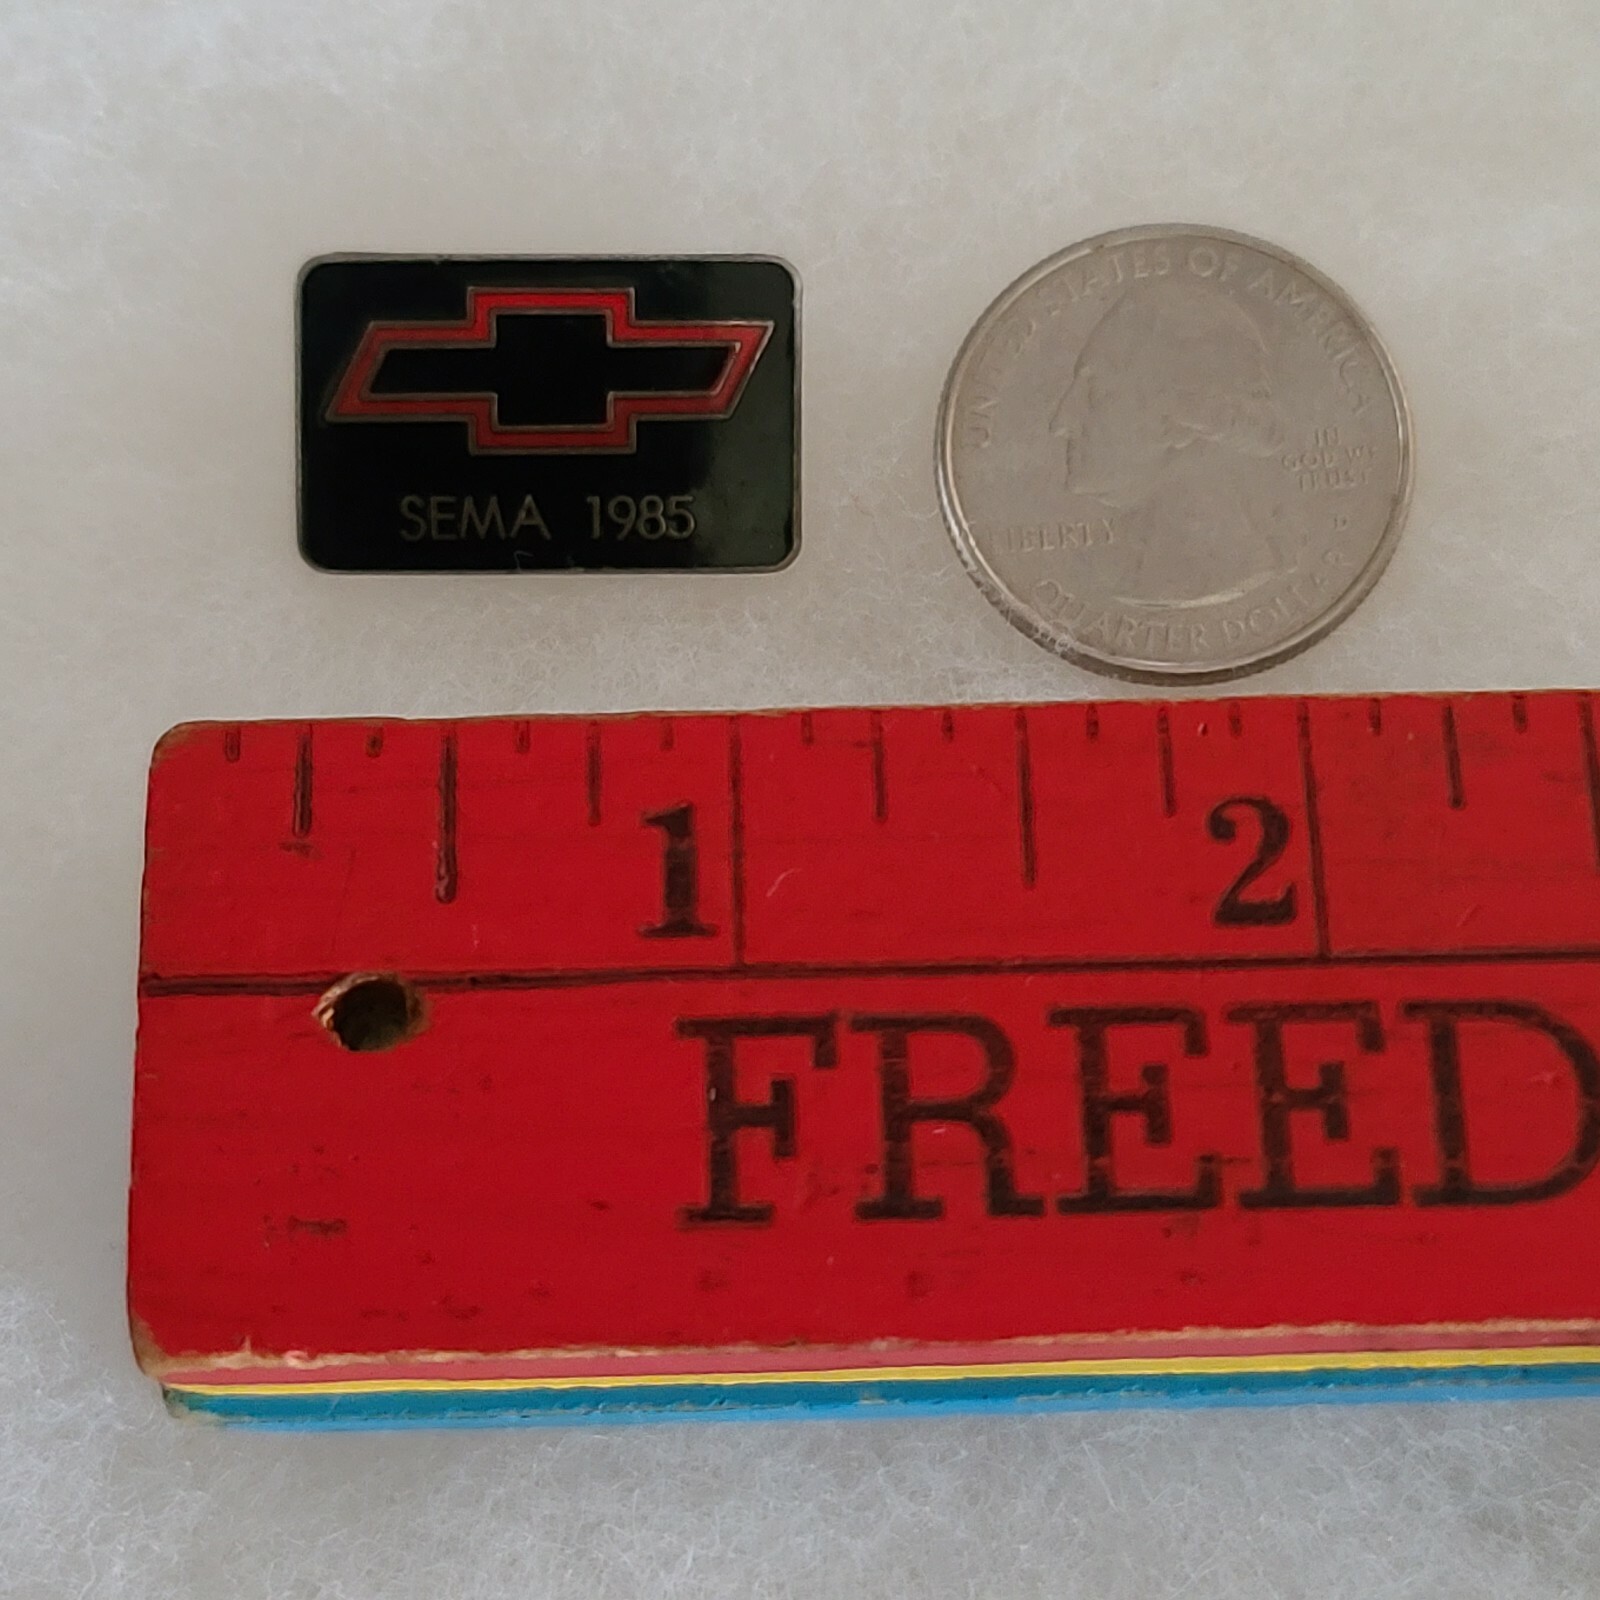 SEMA 1985
UNITED STATES OF AMERICA
IN
GOD WE
TRUST
LIBERTY
D
QUARTER DOLLAR
1 2
FREED